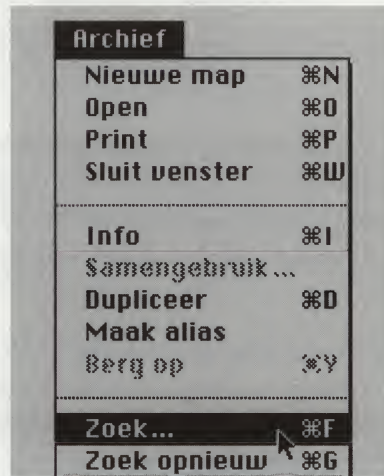 Archief
Nieuwe map ⌘N
Open ⌘O
Print ⌘P
Sluit venster ⌘W
Info ⌘I
Samengebruik...
Dupliceer ⌘D
Maak alias
Berg op ⌘Y
Zoek... ⌘F
Zoek opnieuw ⌘G